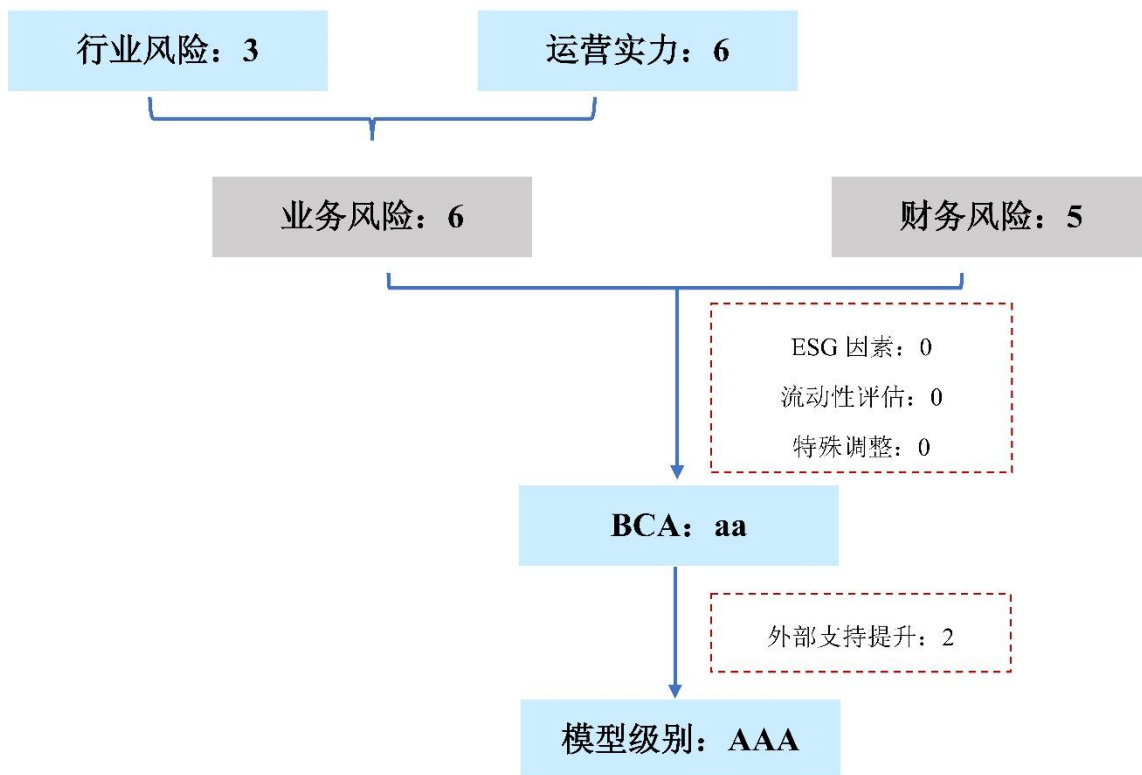 行业风险：3
运营实力：6
业务风险：6
财务风险：5
ESG 因素：0
流动性评估：0
特殊调整：0
BCA：aa
外部支持提升：2
模型级别：AAA